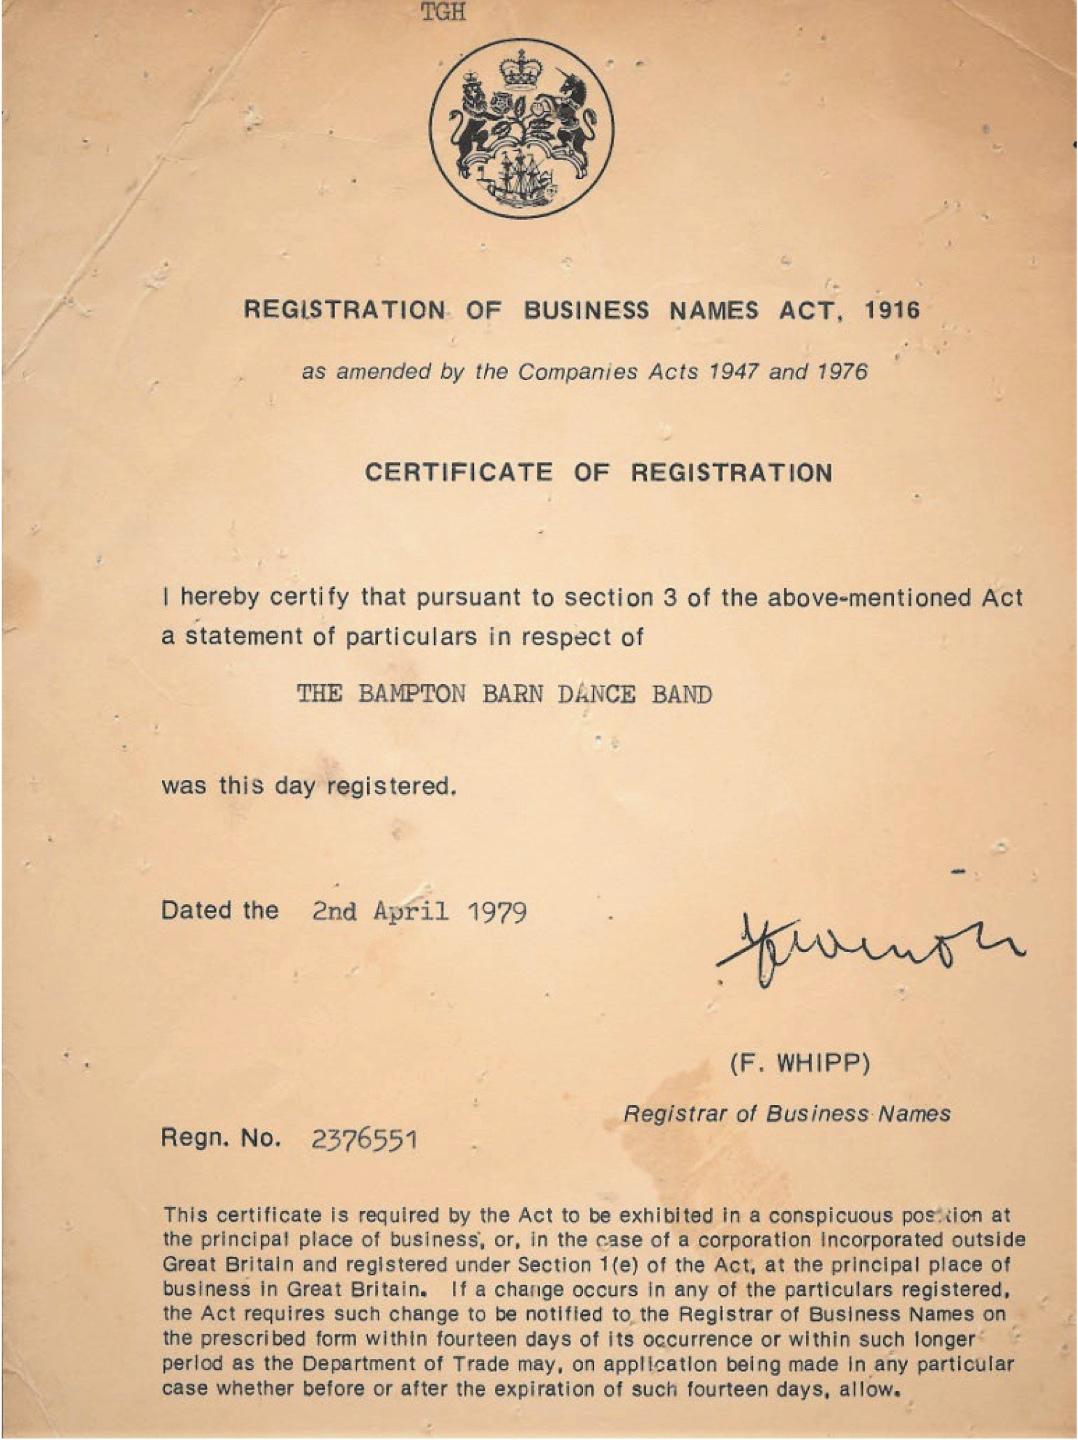 TGH
REGISTRATION OF BUSINESS NAMES ACT, 1916
as amended by the Companies Acts 1947 and 1976
CERTIFICATE OF REGISTRATION
I hereby certify that pursuant to section 3 of the above-mentioned Act
a statement of particulars in respect of
THE BAMPTON BARN DANCE BAND
was this day registered.
Dated the 2nd April 1979
(F. WHIPP)
Registrar of Business Names
Regn. No. 2376551
This certificate is required by the Act to be exhibited in a conspicuous position at
the principal place of business, or, in the case of a corporation incorporated outside
Great Britain and registered under Section 1(e) of the Act, at the principal place of
business in Great Britain. If a change occurs in any of the particulars registered,
the Act requires such change to be notified to the Registrar of Business Names on
the prescribed form within fourteen days of its occurrence or within such longer
period as the Department of Trade may, on application being made in any particular
case whether before or after the expiration of such fourteen days, allow.